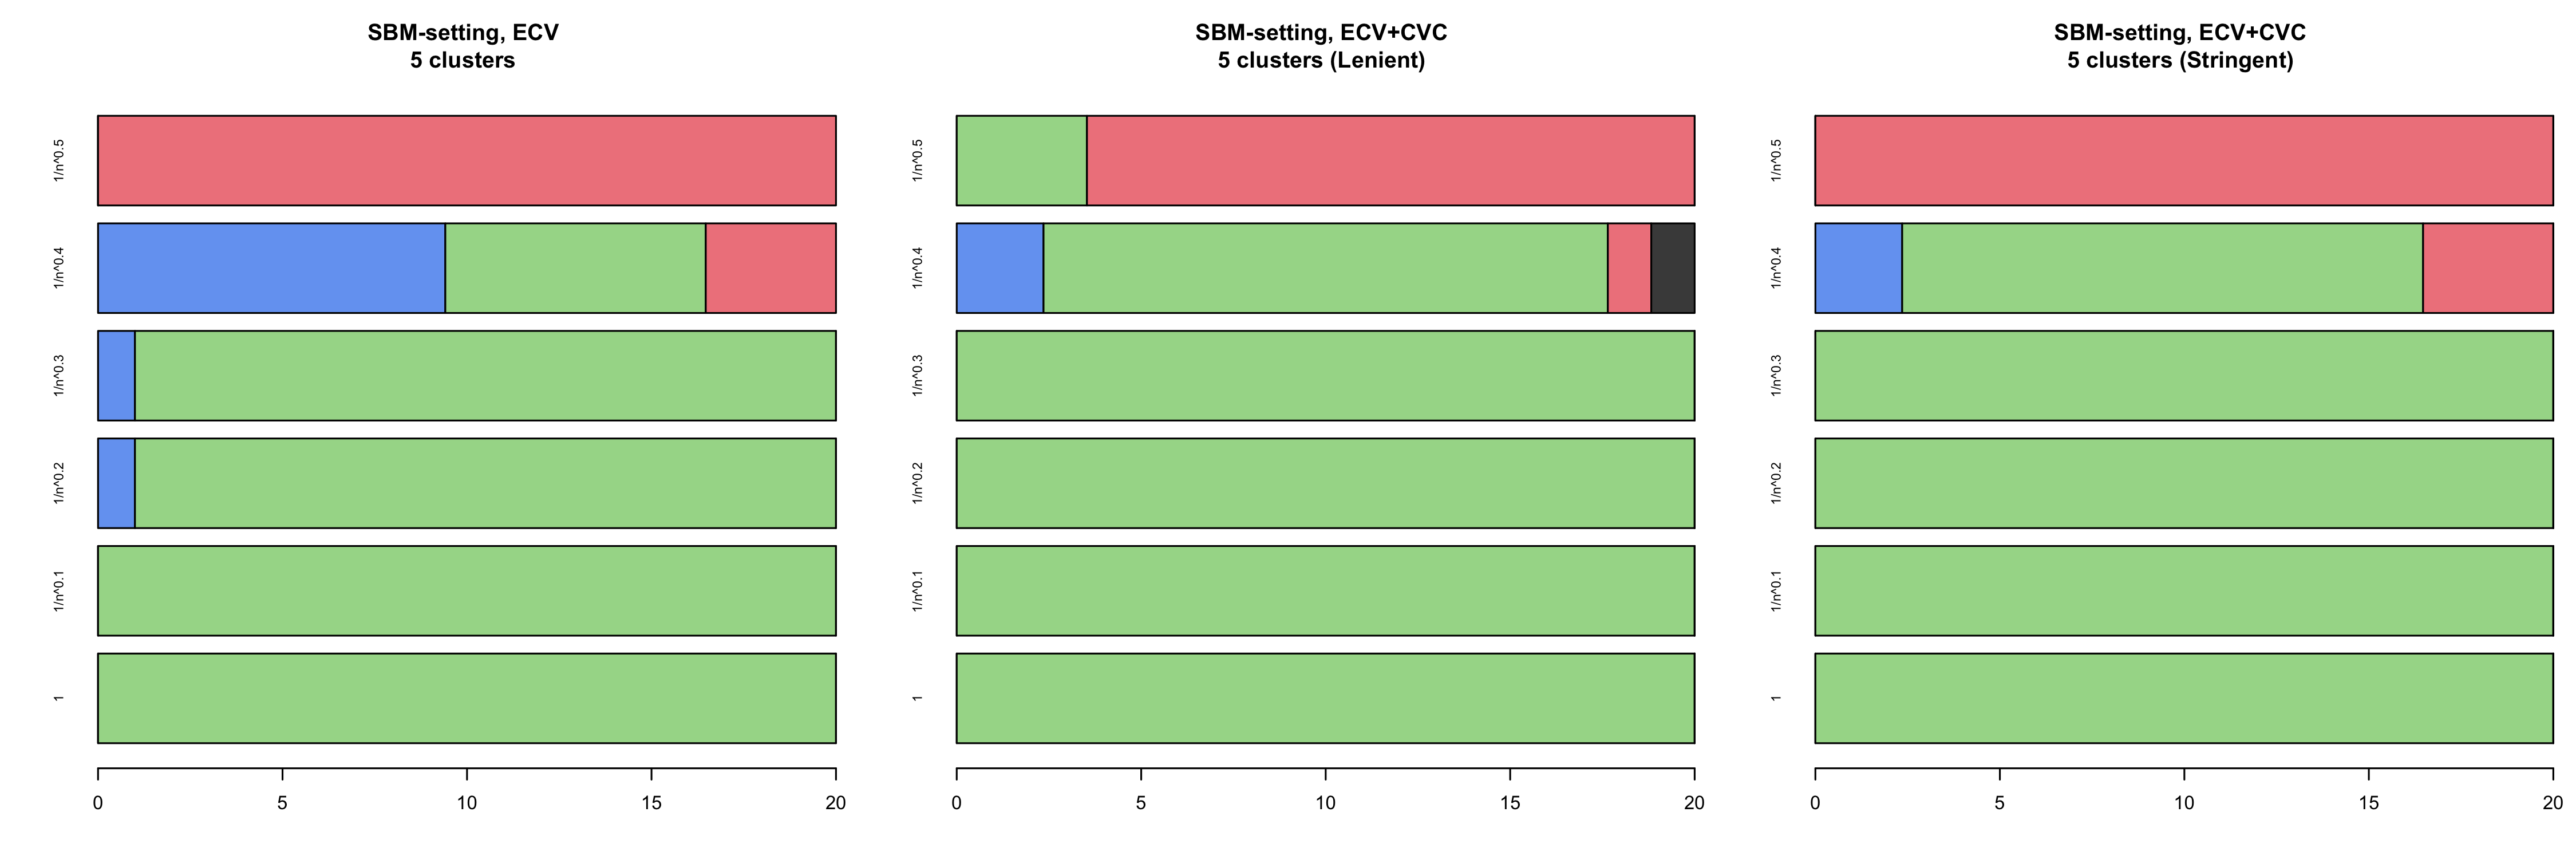 SBM-setting, ECV
5 clusters
1/n^0.5
1/n^0.4
1/n^0.3
1/n^0.2
1/n^0.1
1
0 5 10 15 20
SBM-setting, ECV+CVC
5 clusters (Lenient)
1/n^0.5
1/n^0.4
1/n^0.3
1/n^0.2
1/n^0.1
1
0 5 10 15 20
SBM-setting, ECV+CVC
5 clusters (Stringent)
1/n^0.5
1/n^0.4
1/n^0.3
1/n^0.2
1/n^0.1
1
0 5 10 15 20